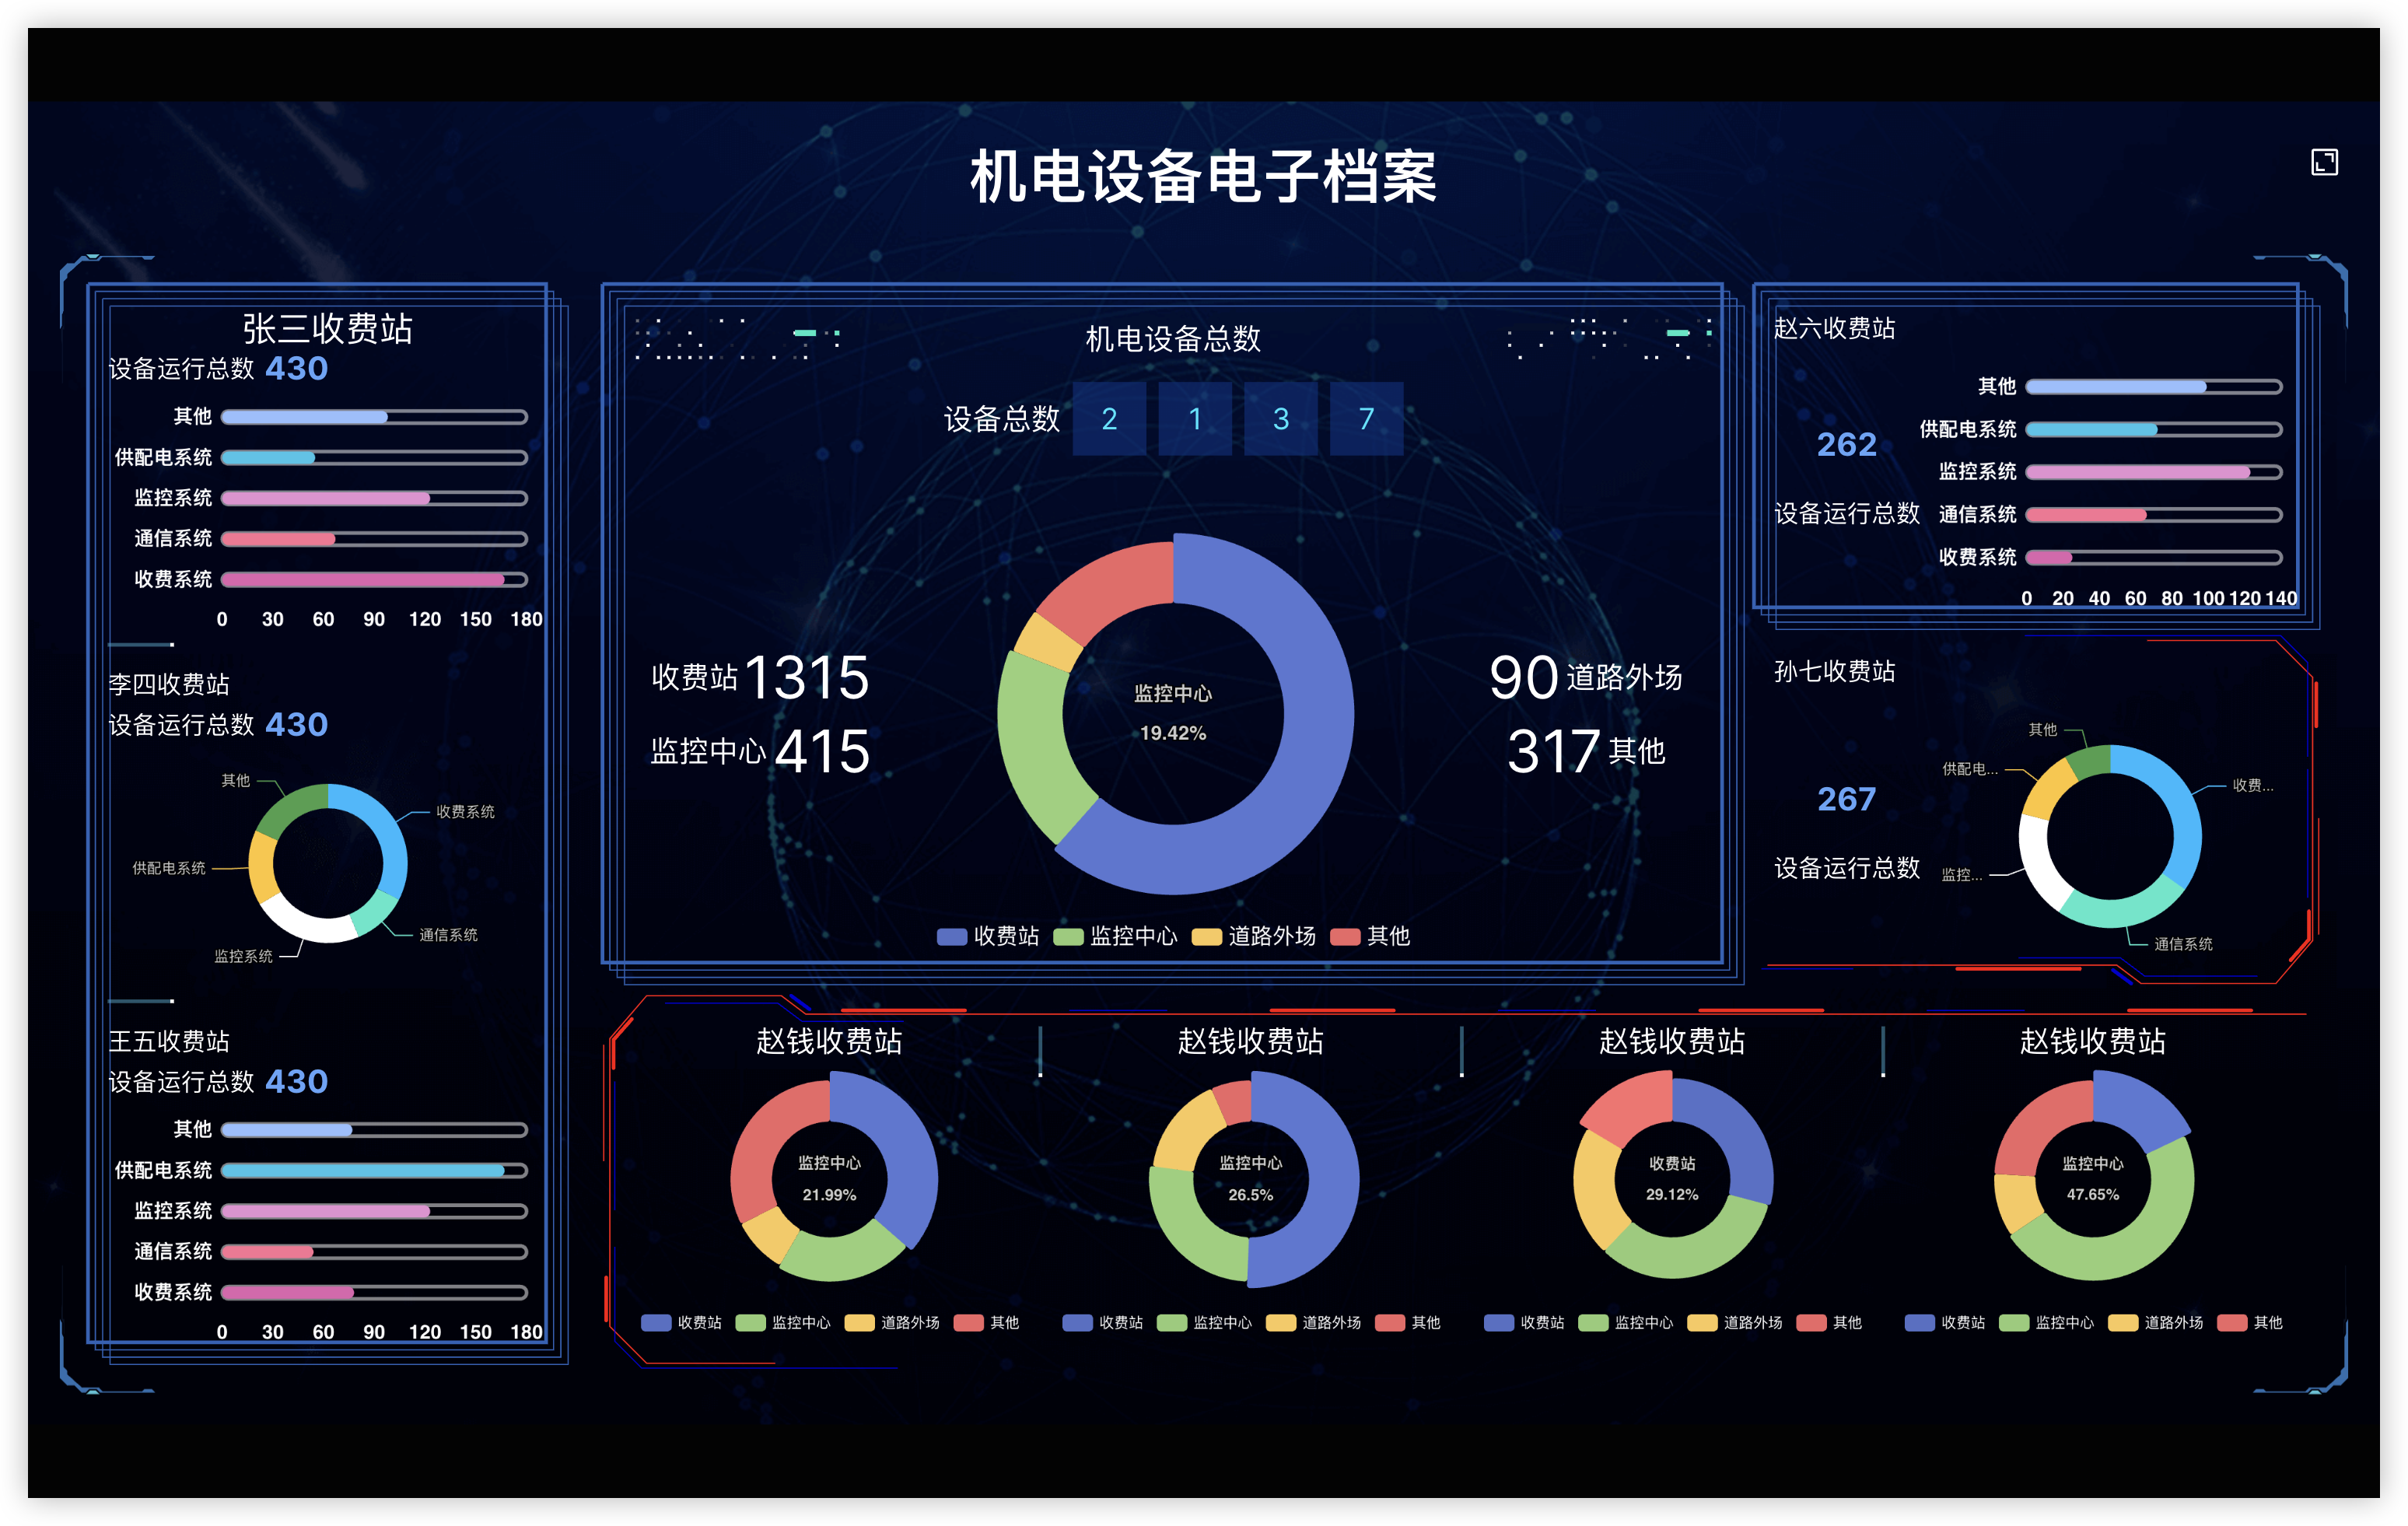 机电设备电子档案
张三收费站
设备运行总数 430
其他
供配电系统
监控系统
通信系统
收费系统
0 30 60 90 120 150 180
李四收费站
设备运行总数 430
其他
收费系统
供配电系统
通信系统
监控系统
王五收费站
设备运行总数 430
其他
供配电系统
监控系统
通信系统
收费系统
0 30 60 90 120 150 180
机电设备总数
设备总数 2 1 3 7
收费站 1315
监控中心 415
监控中心
19.42%
90 道路外场
317 其他
收费站 监控中心 道路外场 其他
赵六收费站
262
设备运行总数
其他
供配电系统
监控系统
通信系统
收费系统
0 20 40 60 80 100 120 140
孙七收费站
267
设备运行总数
其他
供配电...
收费...
监控...
通信系统
赵钱收费站
监控中心
21.99%
收费站 监控中心 道路外场 其他
赵钱收费站
监控中心
26.5%
收费站 监控中心 道路外场 其他
赵钱收费站
收费站
29.12%
收费站 监控中心 道路外场 其他
赵钱收费站
监控中心
47.65%
收费站 监控中心 道路外场 其他